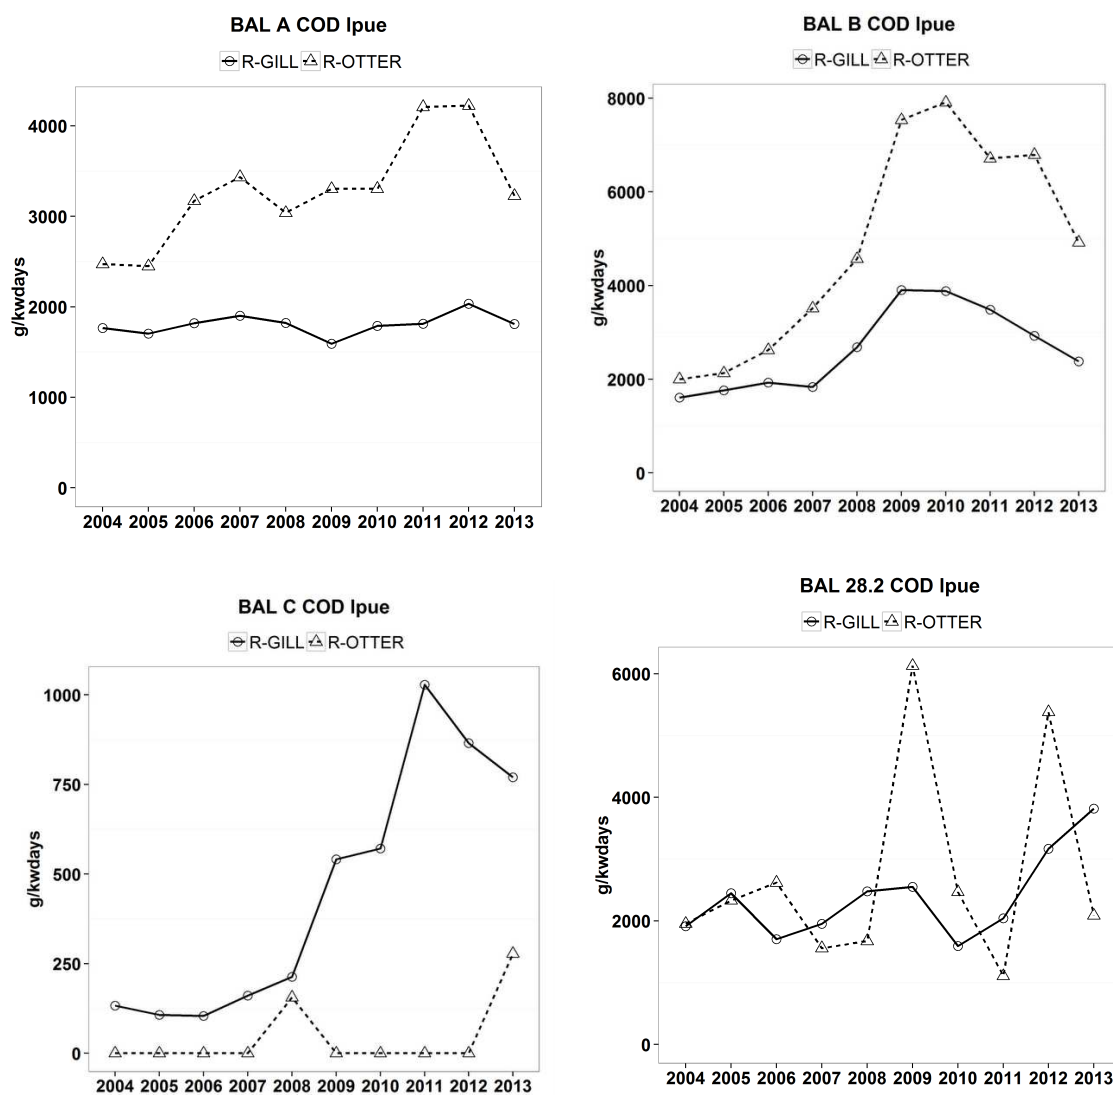 BAL A COD lpue
R-GILL R-OTTER
g/kwdays
4000
3000
2000
1000
0
2004 2005 2006 2007 2008 2009 2010 2011 2012 2013
BAL B COD lpue
R-GILL R-OTTER
g/kwdays
8000
6000
4000
2000
0
2004 2005 2006 2007 2008 2009 2010 2011 2012 2013
BAL C COD lpue
R-GILL R-OTTER
g/kwdays
1000
750
500
250
0
2004 2005 2006 2007 2008 2009 2010 2011 2012 2013
BAL 28.2 COD lpue
R-GILL R-OTTER
g/kwdays
6000
4000
2000
0
2004 2005 2006 2007 2008 2009 2010 2011 2012 2013